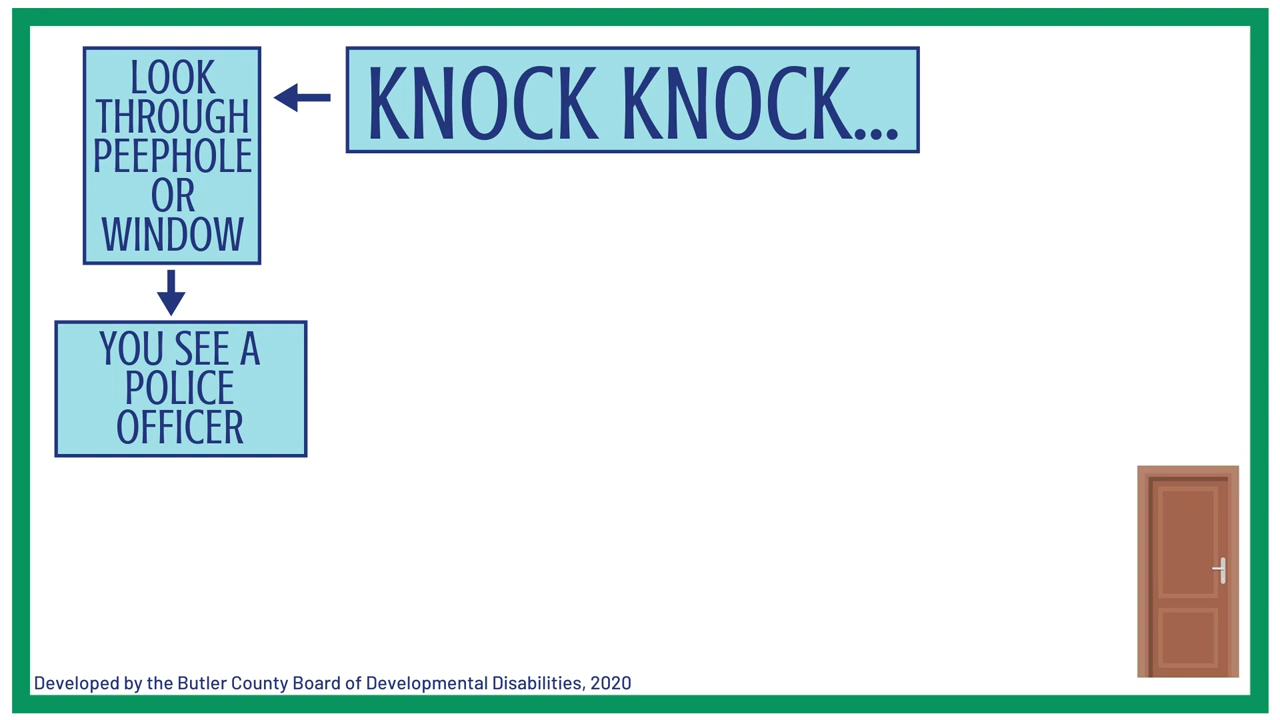 KNOCK KNOCK...
LOOK
THROUGH
PEEPHOLE
OR
WINDOW
YOU SEE A
POLICE
OFFICER
Developed by the Butler County Board of Developmental Disabilities, 2020